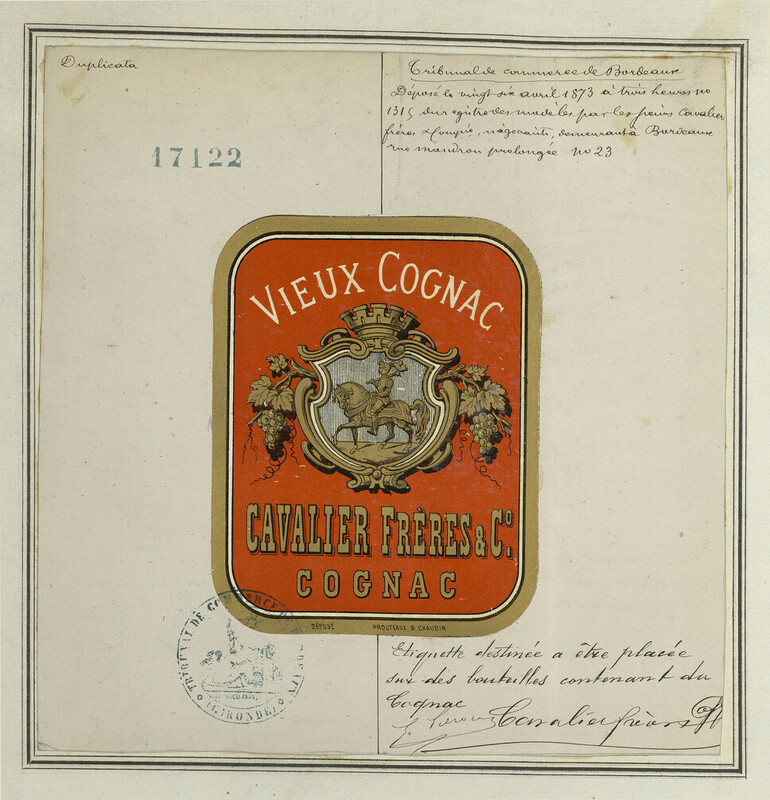 Duplicata
Tribunal de commerce de Bordeaux
Déposé le vingt six avril 1873 à trois heures no
1315 du registre des modèles par les sieurs Cavalier
frères & Compie, négociants, demeurant à Bordeaux
rue Mandron prolongée no 23
17122
VIEUX COGNAC
CAVALIER FRÈRES & Cº.
COGNAC
DÉPOSÉ PROUTEAUX & CHAUDIN
TRIBUNAL DE COMMERCE DE
(GIRONDE)
Etiquette destinée a être placée
sur des bouteilles contenant du
Cognac
Cavalier frères